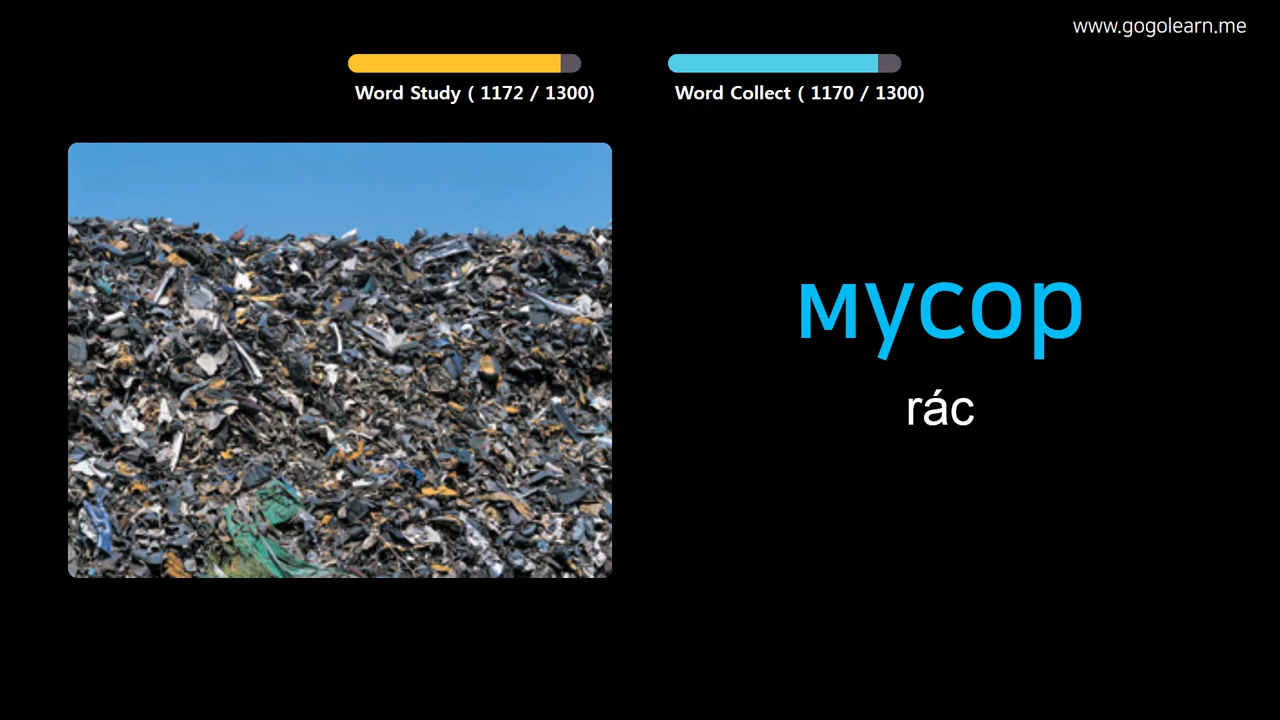 www.gogolearn.me
Word Study ( 1172 / 1300)
Word Collect ( 1170 / 1300)
мусор
rác